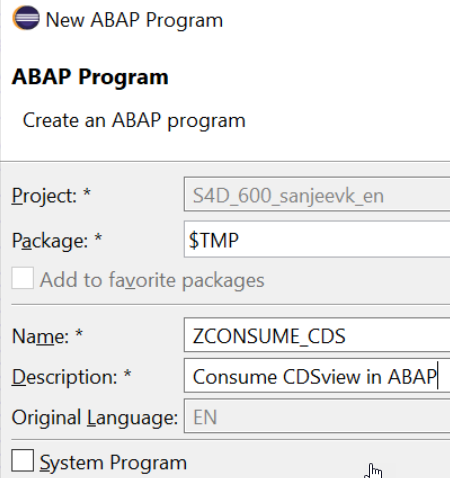 New ABAP Program
ABAP Program
Create an ABAP program
Project: * S4D_600_sanjeevk_en
Package: * $TMP
Add to favorite packages
Name: * ZCONSUME_CDS
Description: * Consume CDSview in ABAP
Original Language: EN
System Program